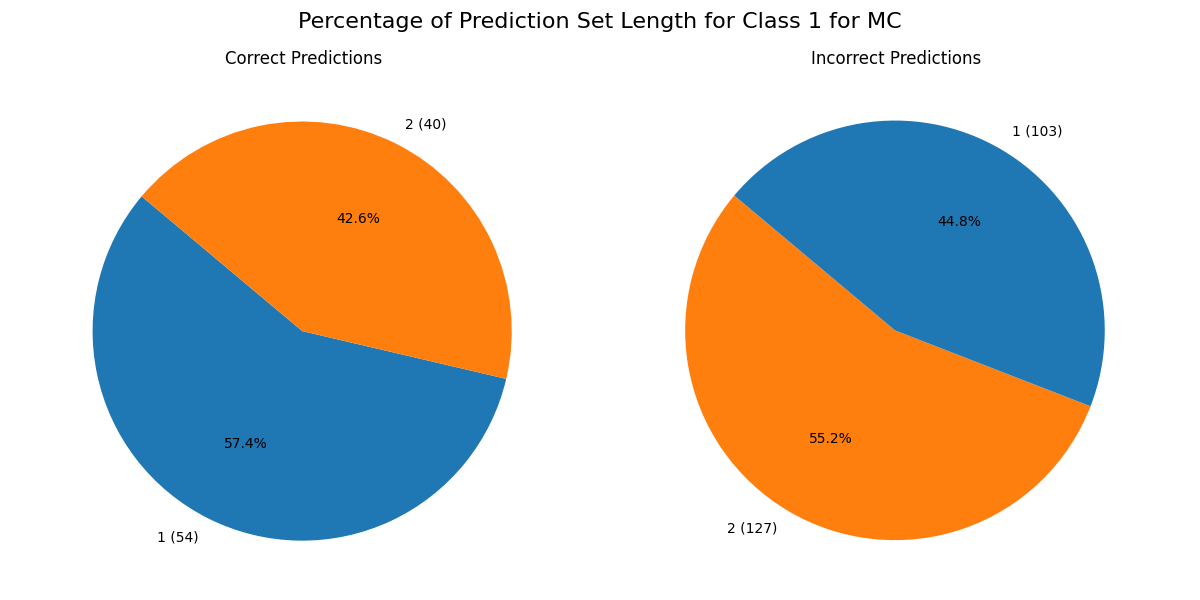 Percentage of Prediction Set Length for Class 1 for MC
Correct Predictions
2 (40)
42.6%
57.4%
1 (54)
Incorrect Predictions
1 (103)
44.8%
55.2%
2 (127)